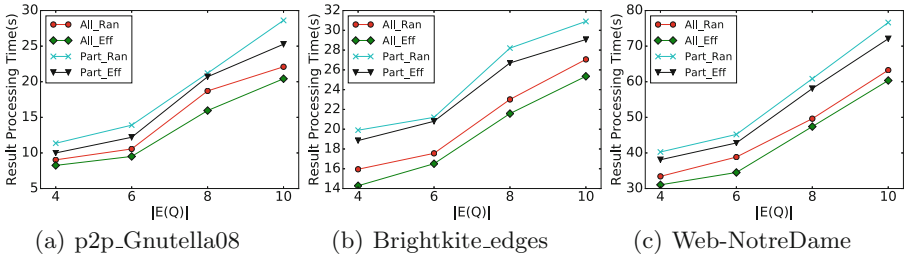 Result Processing Time(s)
30
25
20
15
10
5
All_Ran
All_Eff
Part_Ran
Part_Eff
4 6 8 10
|E(Q)|
(a) p2p_Gnutella08
Result Processing Time(s)
32
30
28
26
24
22
20
18
16
14
All_Ran
All_Eff
Part_Ran
Part_Eff
4 6 8 10
|E(Q)|
(b) Brightkite_edges
Result Processing Time(s)
80
70
60
50
40
30
All_Ran
All_Eff
Part_Ran
Part_Eff
4 6 8 10
|E(Q)|
(c) Web-NotreDame